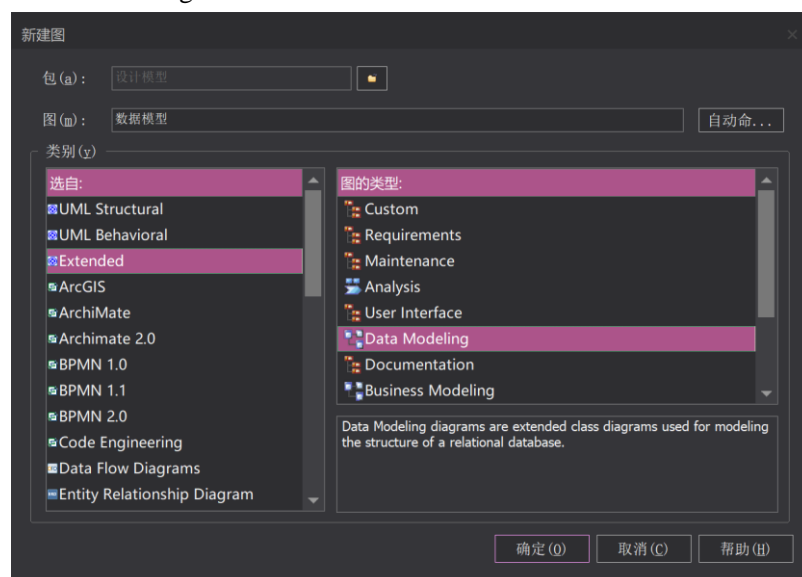 新建图
包(a): 设计模型
图(m): 数据模型 自动命...
类别(y)
选自: 图的类型:
UML Structural Custom
UML Behavioral Requirements
Extended Maintenance
ArcGIS Analysis
ArchiMate User Interface
Archimate 2.0 Data Modeling
BPMN 1.0 Documentation
BPMN 1.1 Business Modeling
BPMN 2.0
Code Engineering
Data Flow Diagrams
Entity Relationship Diagram
Data Modeling diagrams are extended class diagrams used for modeling
the structure of a relational database.
确定(O) 取消(C) 帮助(H)